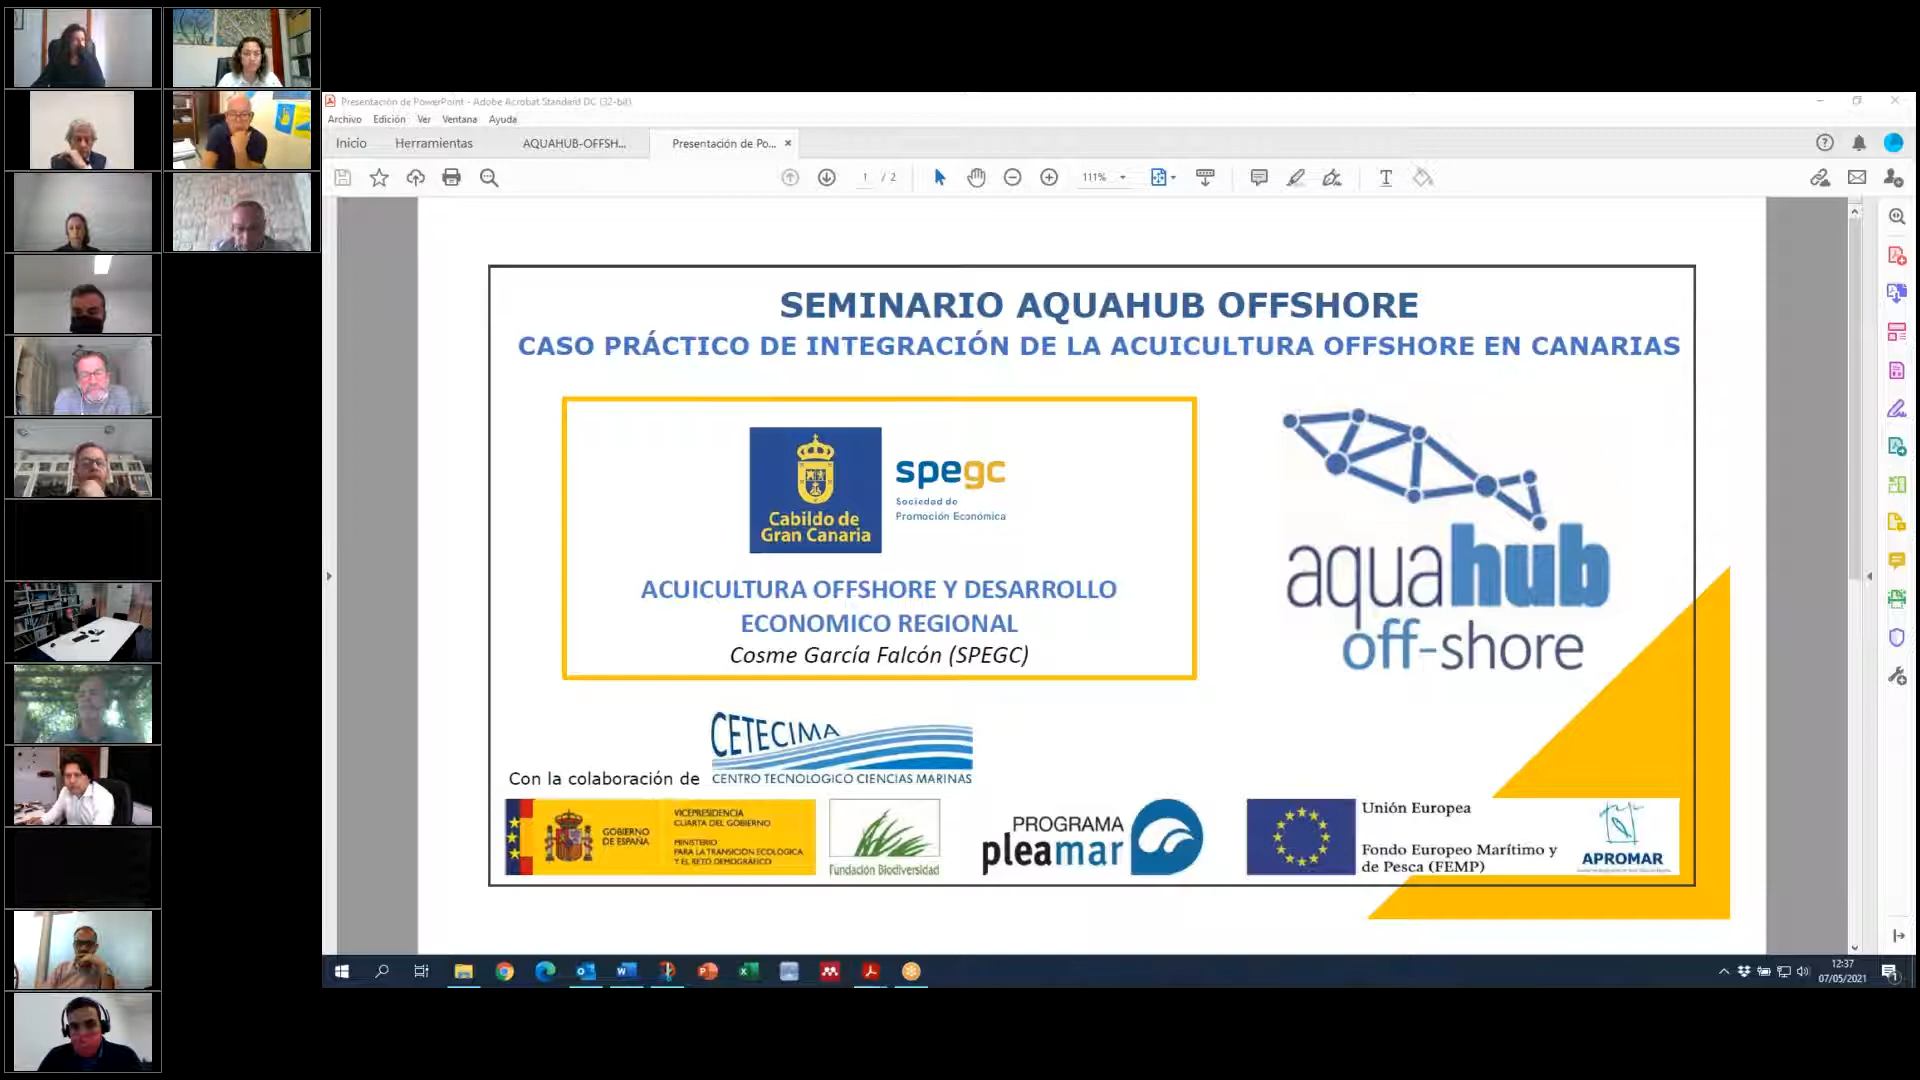 Presentación de PowerPoint - Adobe Acrobat Standard DC (32-bit)
Archivo Edición Ver Ventana Ayuda
Inicio Herramientas AQUAHUB-OFFSH... Presentación de Po... ×
1 / 2 111%
SEMINARIO AQUAHUB OFFSHORE
CASO PRÁCTICO DE INTEGRACIÓN DE LA ACUICULTURA OFFSHORE EN CANARIAS
Cabildo de
Gran Canaria
spegc
Sociedad de
Promoción Económica
ACUICULTURA OFFSHORE Y DESARROLLO
ECONOMICO REGIONAL
Cosme García Falcón (SPEGC)
aquahub
off-shore
Con la colaboración de
CETECIMA
CENTRO TECNOLOGICO CIENCIAS MARINAS
GOBIERNO
DE ESPAÑA
VICEPRESIDENCIA
CUARTA DEL GOBIERNO
MINISTERIO
PARA LA TRANSICIÓN ECOLÓGICA
Y EL RETO DEMOGRÁFICO
Fundación Biodiversidad
PROGRAMA
pleamar
Unión Europea
Fondo Europeo Marítimo y
de Pesca (FEMP)
APROMAR
12:37
07/05/2021